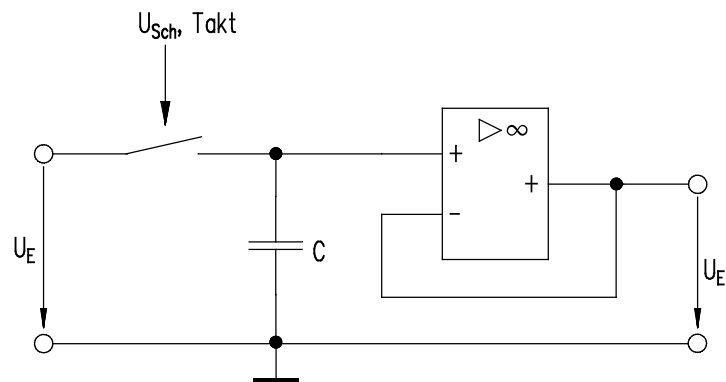 U_Sch, Takt
▷∞
+
+
-
U_E
C
U_E